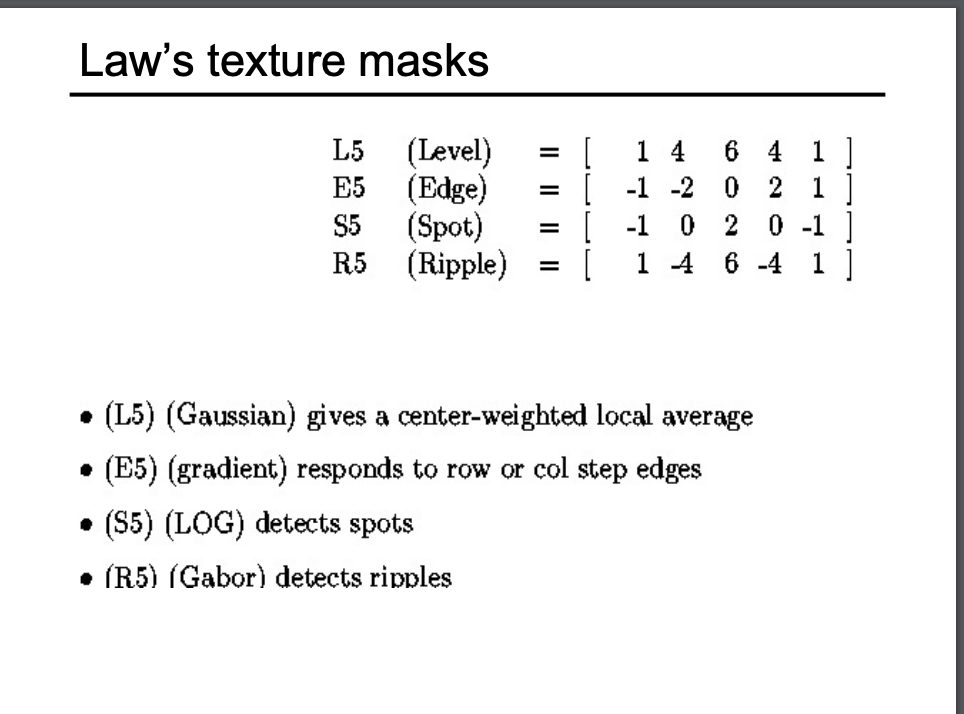 Law’s texture masks
L5 (Level) = [ 1 4 6 4 1 ]
E5 (Edge) = [ -1 -2 0 2 1 ]
S5 (Spot) = [ -1 0 2 0 -1 ]
R5 (Ripple) = [ 1 -4 6 -4 1 ]
• (L5) (Gaussian) gives a center-weighted local average
• (E5) (gradient) responds to row or col step edges
• (S5) (LOG) detects spots
• (R5) (Gabor) detects ripples